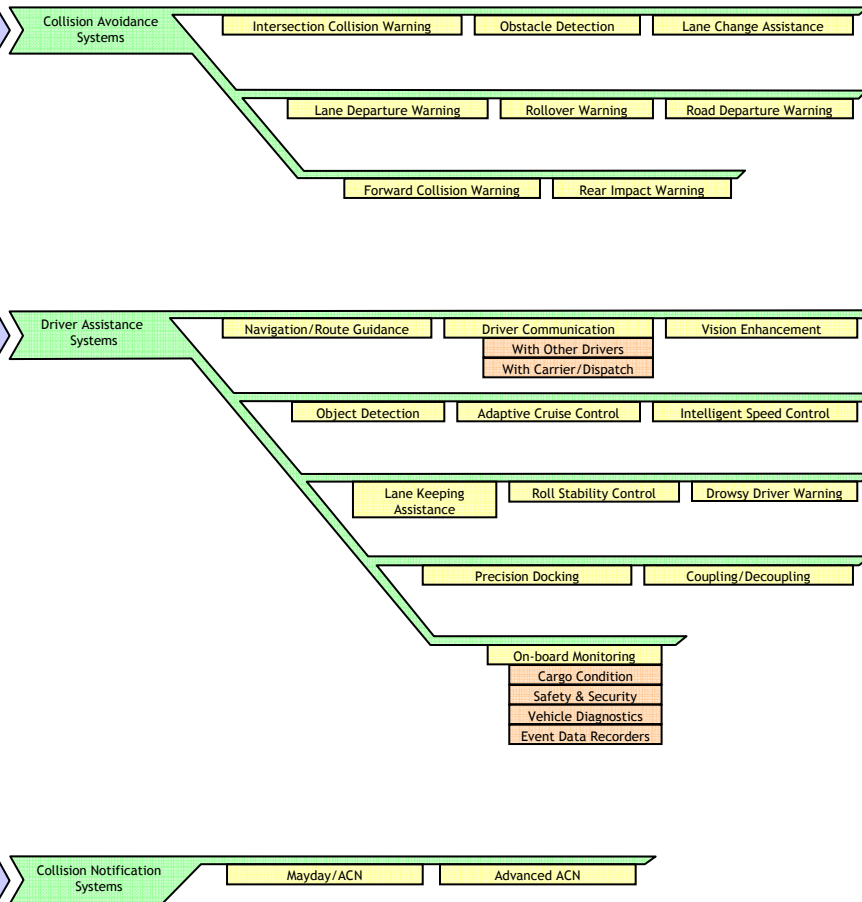 Collision Avoidance
Systems
Intersection Collision Warning
Obstacle Detection
Lane Change Assistance
Lane Departure Warning
Rollover Warning
Road Departure Warning
Forward Collision Warning
Rear Impact Warning
Driver Assistance
Systems
Navigation/Route Guidance
Driver Communication
With Other Drivers
With Carrier/Dispatch
Vision Enhancement
Object Detection
Adaptive Cruise Control
Intelligent Speed Control
Lane Keeping
Assistance
Roll Stability Control
Drowsy Driver Warning
Precision Docking
Coupling/Decoupling
On-board Monitoring
Cargo Condition
Safety & Security
Vehicle Diagnostics
Event Data Recorders
Collision Notification
Systems
Mayday/ACN
Advanced ACN